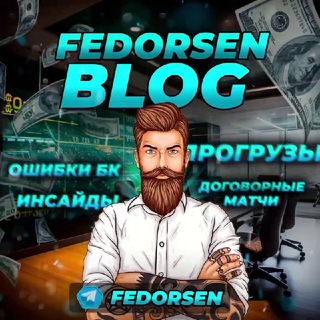 FEDORSEN
BLOG
ПРОГРУЗЫ
ОШИБКИ БК
ДОГОВОРНЫЕ
МАТЧИ
ИНСАЙДЫ
FEDORSEN